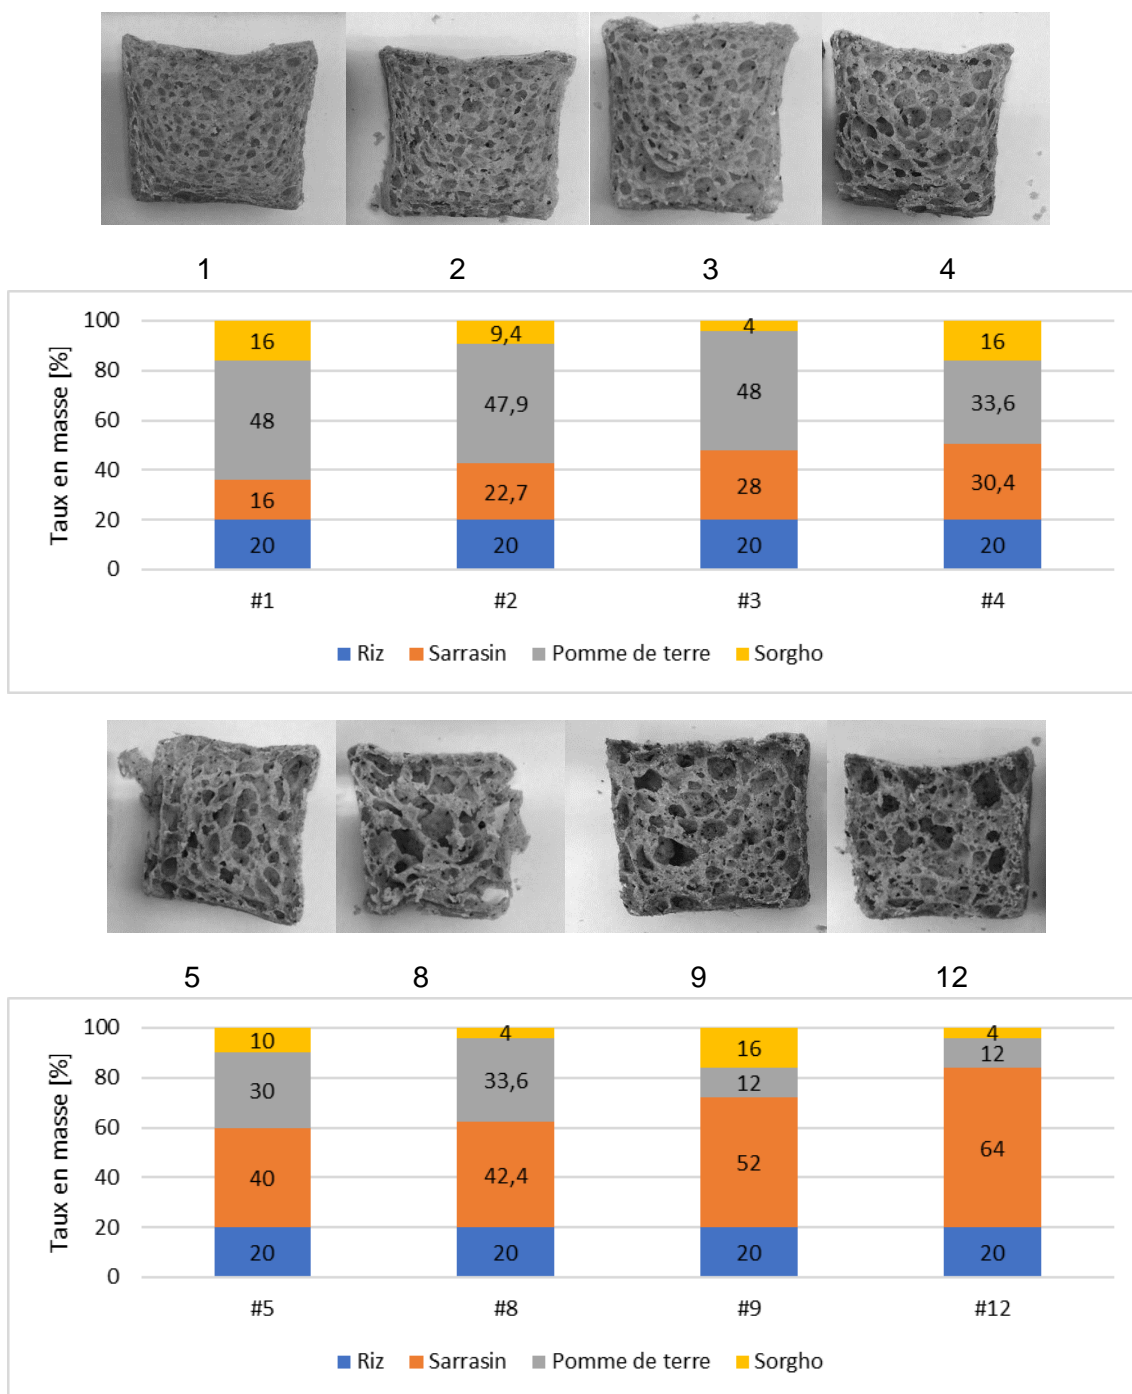 1 2 3 4
Taux en masse [%]
100 16 9,4 4 16
80
60 48 47,9 48 33,6
40
20 16 22,7 28 30,4
0 20 20 20 20
#1 #2 #3 #4
Riz Sarrasin Pomme de terre Sorgho
5 8 9 12
Taux en masse [%]
100 10 4 16 4
80 30 33,6 12 12
60
40 40 42,4 52 64
20
0 20 20 20 20
#5 #8 #9 #12
Riz Sarrasin Pomme de terre Sorgho